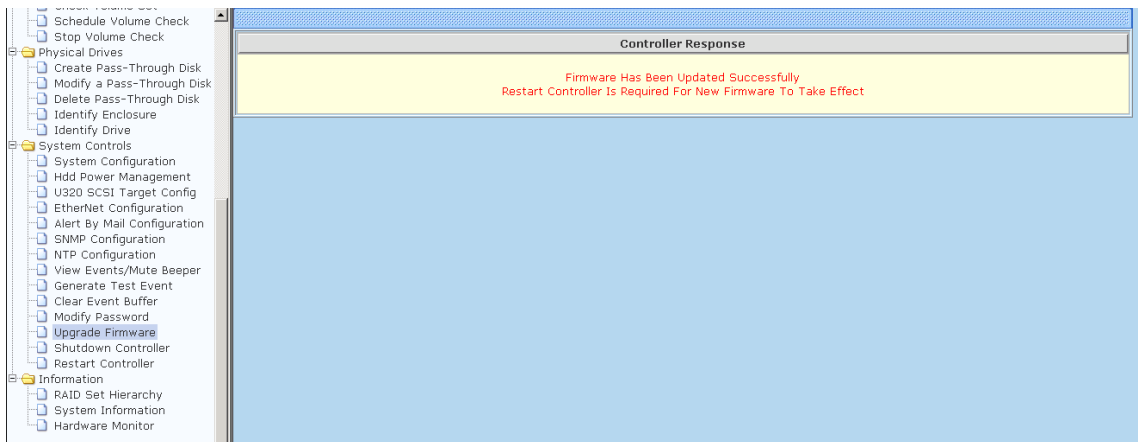 Check Volume Set
Schedule Volume Check
Stop Volume Check
Physical Drives
Create Pass-Through Disk
Modify a Pass-Through Disk
Delete Pass-Through Disk
Identify Enclosure
Identify Drive
System Controls
System Configuration
Hdd Power Management
U320 SCSI Target Config
EtherNet Configuration
Alert By Mail Configuration
SNMP Configuration
NTP Configuration
View Events/Mute Beeper
Generate Test Event
Clear Event Buffer
Modify Password
Upgrade Firmware
Shutdown Controller
Restart Controller
Information
RAID Set Hierarchy
System Information
Hardware Monitor
Controller Response
Firmware Has Been Updated Successfully
Restart Controller Is Required For New Firmware To Take Effect